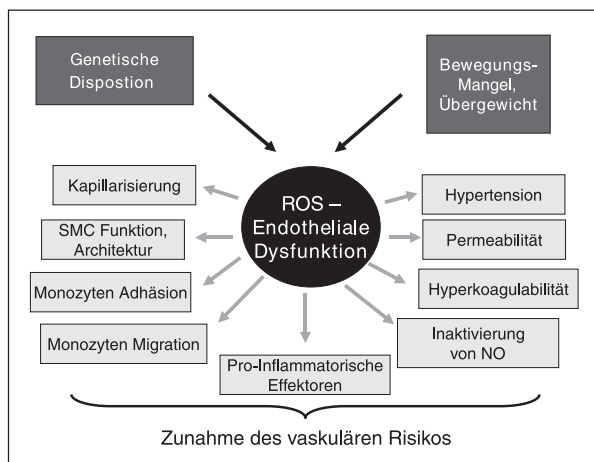 Genetische
Dispostion
Bewegungs-
Mangel,
Übergewicht
ROS –
Endotheliale
Dysfunktion
Kapillarisierung
SMC Funktion,
Architektur
Monozyten Adhäsion
Monozyten Migration
Pro-Inflammatorische
Effektoren
Hypertension
Permeabilität
Hyperkoagulabilität
Inaktivierung
von NO
Zunahme des vaskulären Risikos